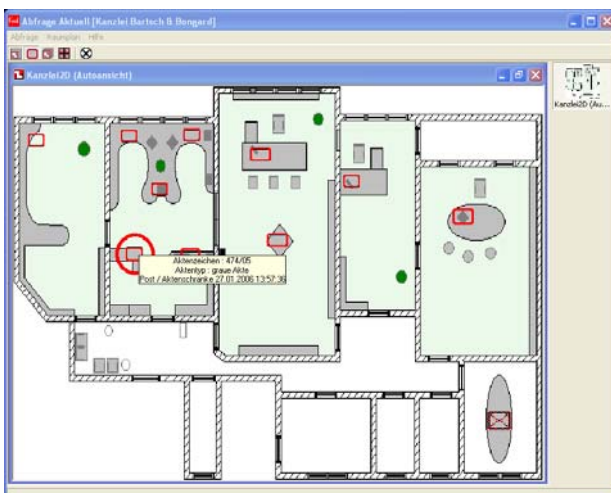 Abfrage Aktuell [Kanzlei Bartsch & Bongard]
Abfrage Raumplan Hilfe
Kanzlei2D (Autoansicht)
Kanzlei2D (Au...
Aktenzeichen : 474/05
Aktentyp : graue Akte
Post / Aktenschränke 27.01.2006 13:57:36